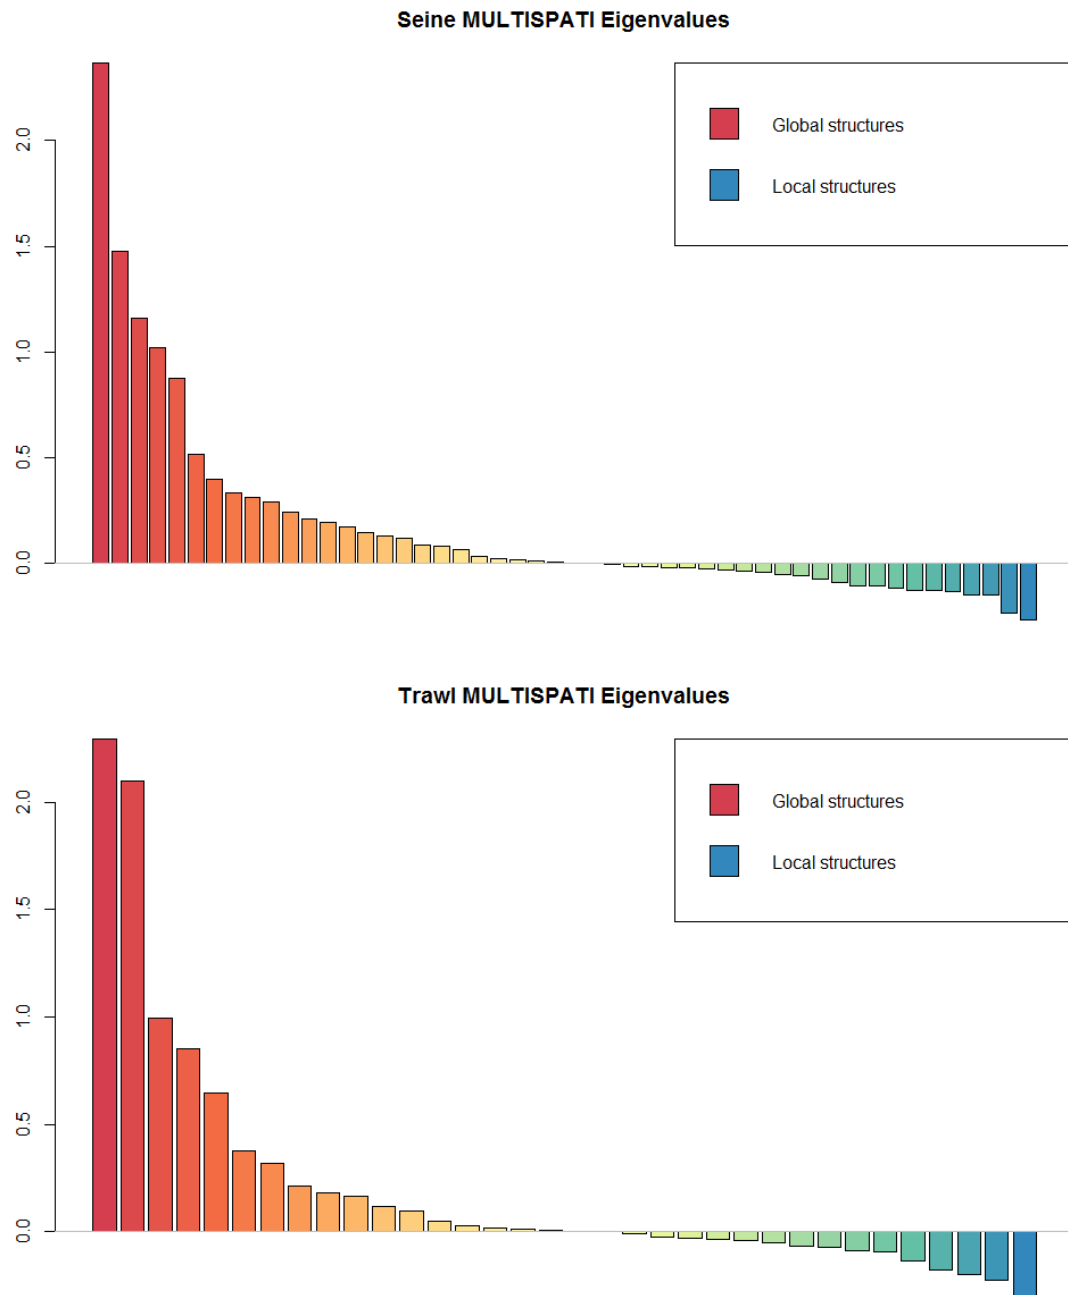 Seine MULTISPATI Eigenvalues
Global structures
Local structures
2.0
1.5
1.0
0.5
0.0
Trawl MULTISPATI Eigenvalues
Global structures
Local structures
2.0
1.5
1.0
0.5
0.0